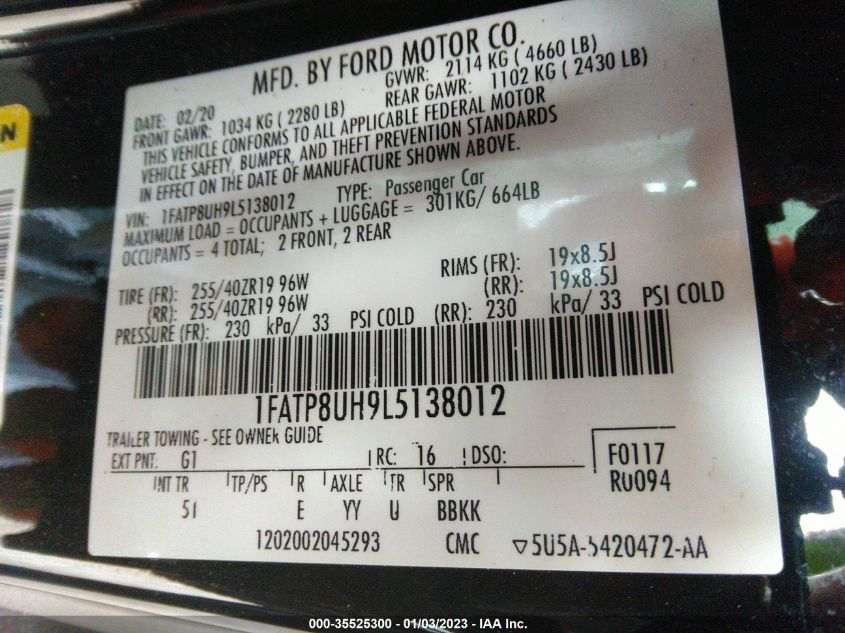 MFD. BY FORD MOTOR CO.
DATE: 02/20 GVWR: 2114 KG ( 4660 LB)
FRONT GAWR: 1034 KG ( 2280 LB) REAR GAWR: 1102 KG ( 2430 LB)
THIS VEHICLE CONFORMS TO ALL APPLICABLE FEDERAL MOTOR
VEHICLE SAFETY, BUMPER, AND THEFT PREVENTION STANDARDS
IN EFFECT ON THE DATE OF MANUFACTURE SHOWN ABOVE.
VIN: 1FATP8UH9L5138012 TYPE: Passenger Car
MAXIMUM LOAD = OCCUPANTS + LUGGAGE = 301KG/ 664LB
OCCUPANTS = 4 TOTAL; 2 FRONT, 2 REAR
TIRE (FR): 255/40ZR19 96W RIMS (FR): 19x8.5J
(RR): 255/40ZR19 96W (RR): 19x8.5J
PRESSURE (FR): 230 kPa/ 33 PSI COLD (RR): 230 kPa/ 33 PSI COLD
1FATP8UH9L5138012
TRAILER TOWING - SEE OWNER GUIDE
EXT PNT: G1 RC: 16 DSO: F0117
INT TR TP/PS R AXLE TR SPR R0094
5I E YY U BBKK
1202002045293 CMC ▽5U5A-5420472-AA
000-35525300 - 01/03/2023 - IAA Inc.